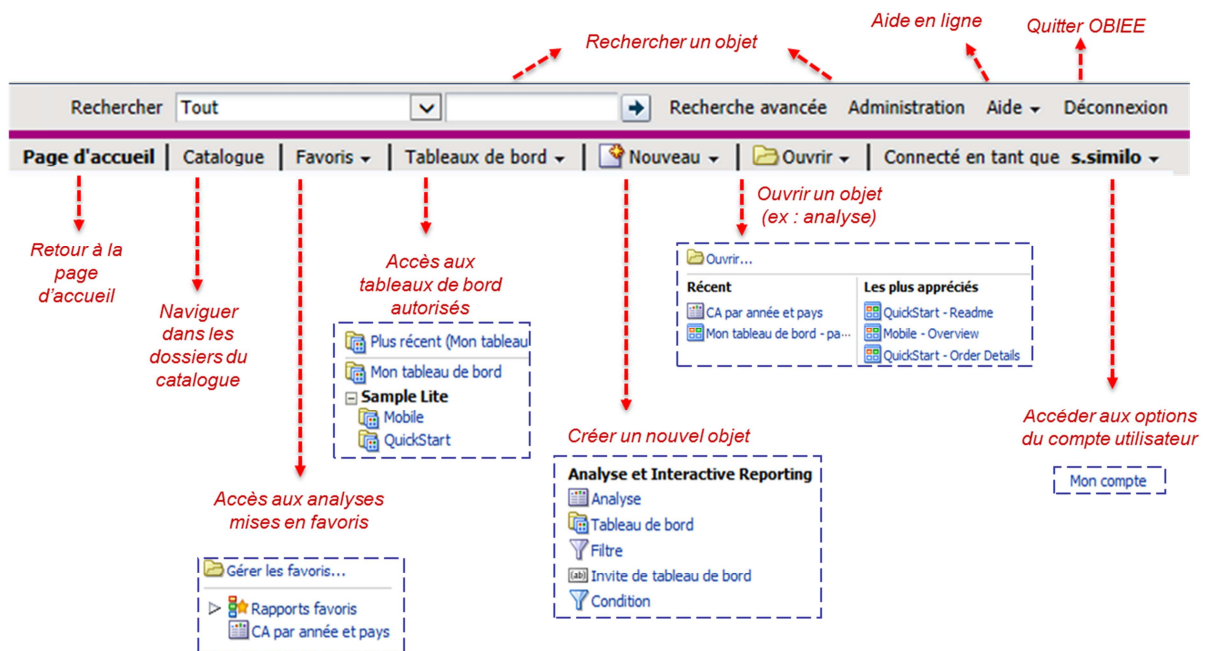 Rechercher un objet
Aide en ligne
Quitter OBIEE
Rechercher Tout Recherche avancée Administration Aide Déconnexion
Page d'accueil Catalogue Favoris Tableaux de bord Nouveau Ouvrir Connecté en tant que s.similo
Retour à la
page
d'accueil
Naviguer
dans les
dossiers du
catalogue
Accès aux analyses
mises en favoris
Gérer les favoris...
Rapports favoris
CA par année et pays
Accès aux
tableaux de bord
autorisés
Plus récent (Mon tableau
Mon tableau de bord
Sample Lite
Mobile
QuickStart
Créer un nouvel objet
Analyse et Interactive Reporting
Analyse
Tableau de bord
Filtre
[ab] Invite de tableau de bord
Condition
Ouvrir un objet
(ex : analyse)
Ouvrir...
Récent
CA par année et pays
Mon tableau de bord - pa...
Les plus appréciés
QuickStart - Readme
Mobile - Overview
QuickStart - Order Details
Accéder aux options
du compte utilisateur
Mon compte